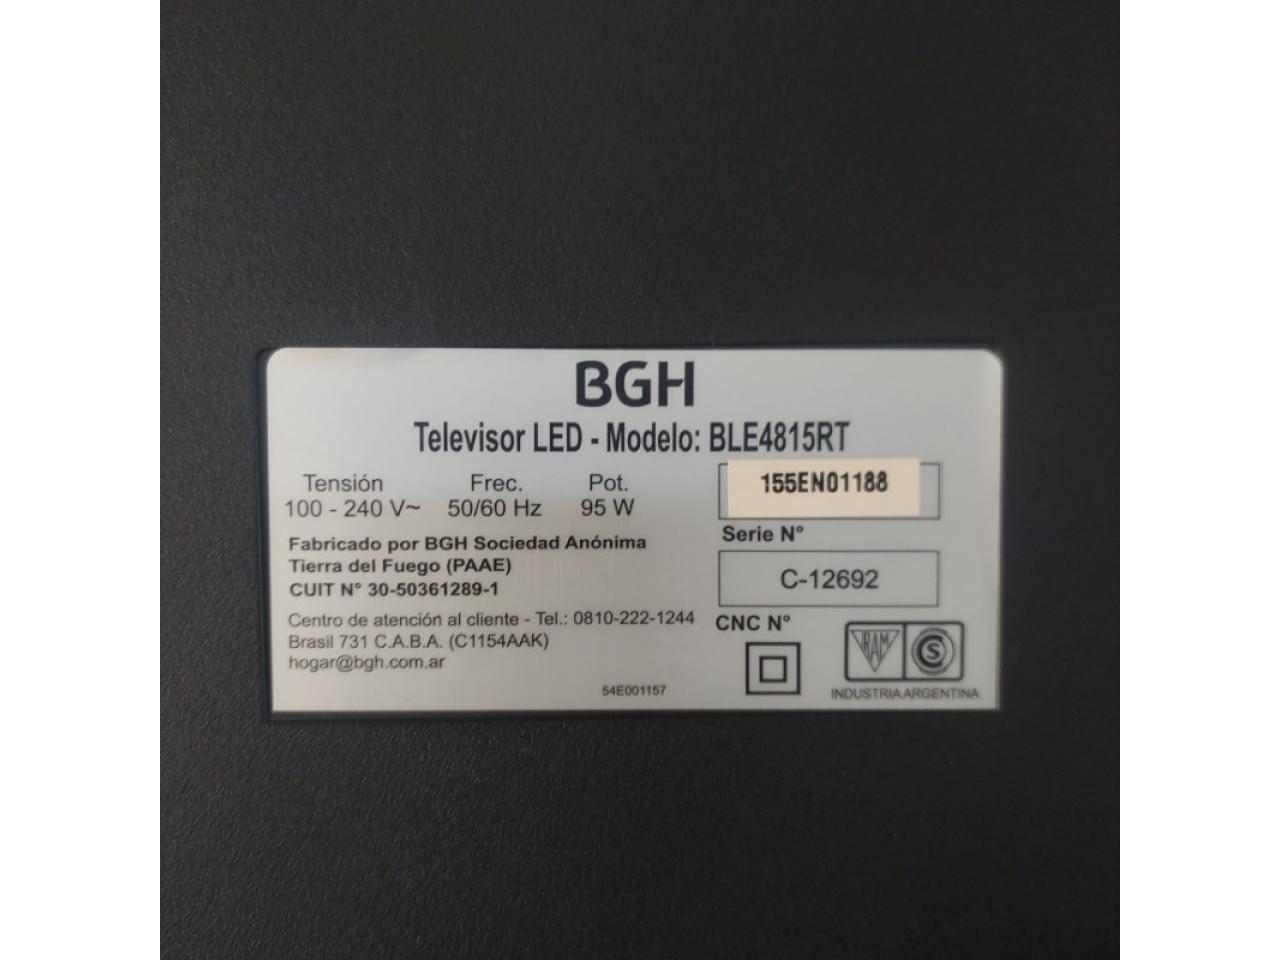 BGH
Televisor LED - Modelo: BLE4815RT
Tensión Frec. Pot.
100 - 240 V~ 50/60 Hz 95 W
155EN01188
Serie N°
Fabricado por BGH Sociedad Anónima
Tierra del Fuego (PAAE)
CUIT N° 30-50361289-1
C-12692
CNC N°
Centro de atención al cliente - Tel.: 0810-222-1244
Brasil 731 C.A.B.A. (C1154AAK)
hogar@bgh.com.ar
54E001157
IRAM S
INDUSTRIA ARGENTINA